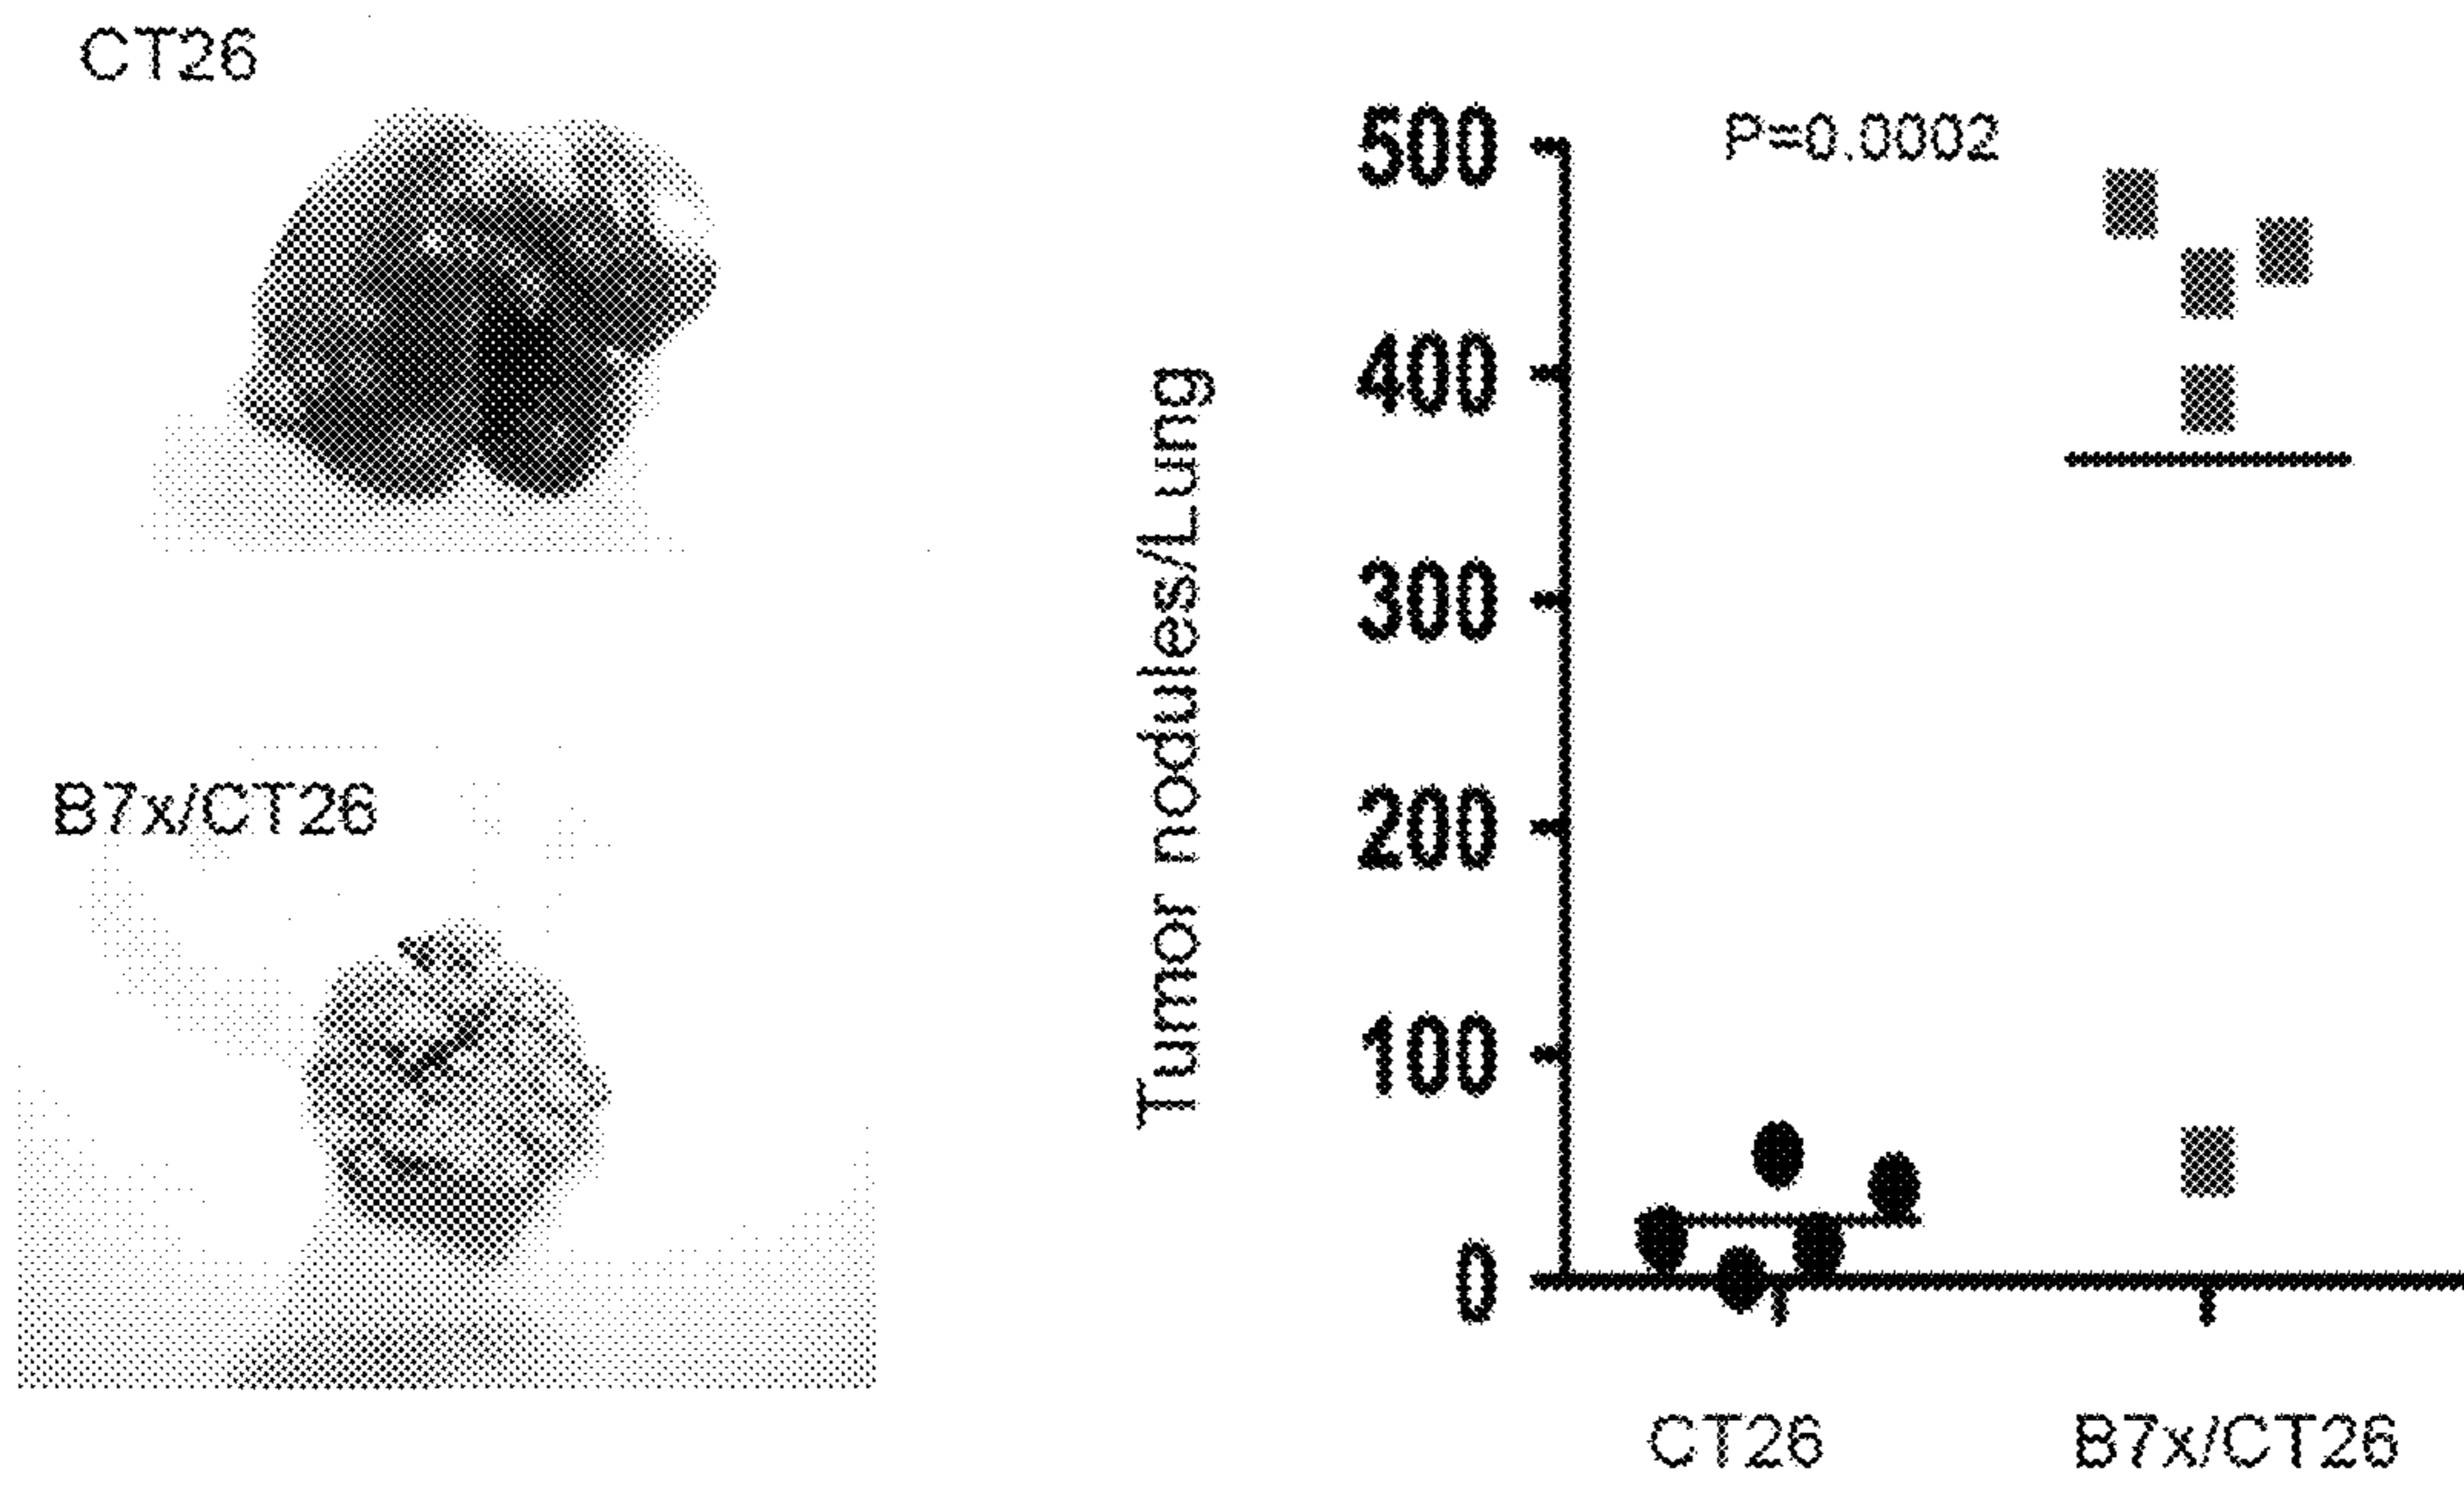 CT26
B7x/CT26
Tumor nodules/Lung
500
400
300
200
100
0
P=0.0002
CT26
B7x/CT26